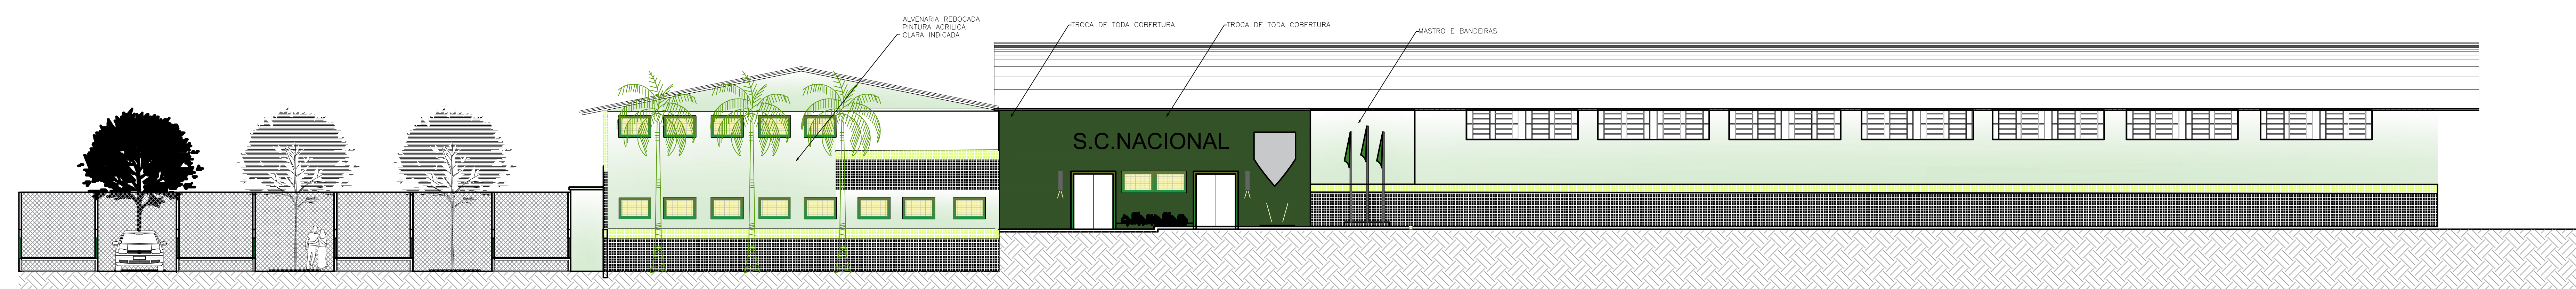 ALVENARIA REBOCADA
PINTURA ACRILICA
CLARA INDICADA
TROCA DE TODA COBERTURA
TROCA DE TODA COBERTURA
MASTRO E BANDEIRAS
S.C.NACIONAL